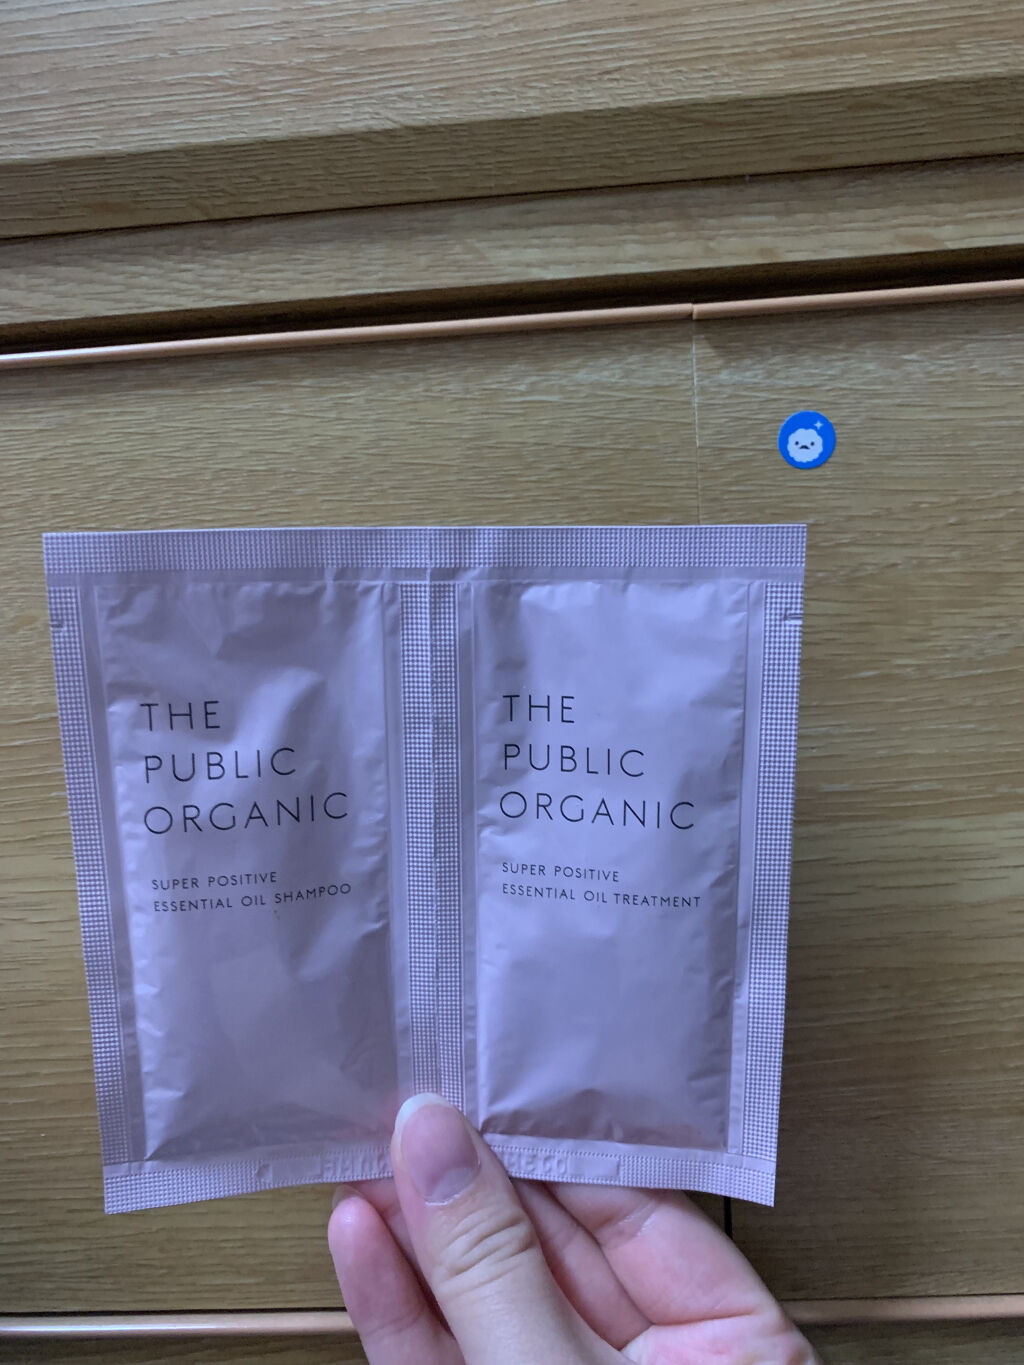 THE
PUBLIC
ORGANIC
SUPER POSITIVE
ESSENTIAL OIL SHAMPOO
THE
PUBLIC
ORGANIC
SUPER POSITIVE
ESSENTIAL OIL TREATMENT